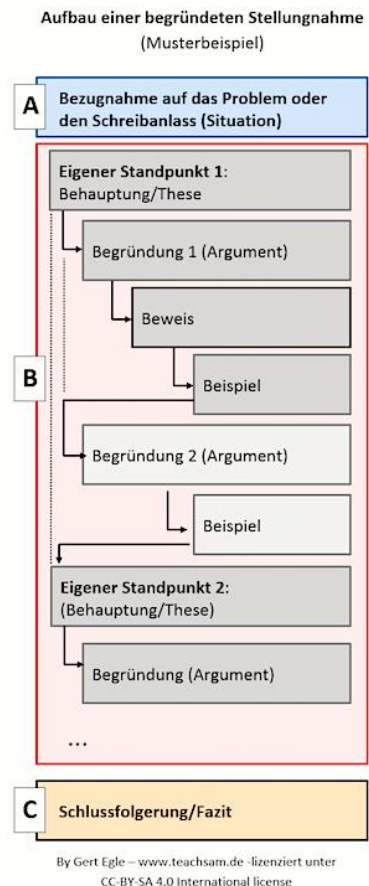 Aufbau einer begründeten Stellungnahme
(Musterbeispiel)
A
Bezugnahme auf das Problem oder
den Schreibanlass (Situation)
B
Eigener Standpunkt 1:
Behauptung/These
Begründung 1 (Argument)
Beweis
Beispiel
Begründung 2 (Argument)
Beispiel
Eigener Standpunkt 2:
(Behauptung/These)
Begründung (Argument)
...
C
Schlussfolgerung/Fazit
By Gert Egle – www.teachsam.de -lizenziert unter
CC-BY-SA 4.0 International license